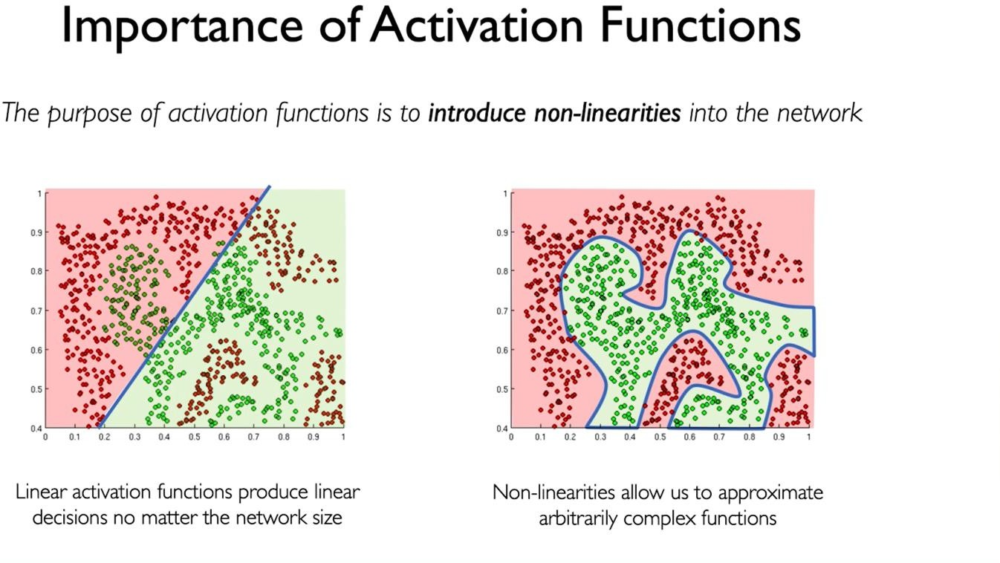 Importance of Activation Functions
The purpose of activation functions is to introduce non-linearities into the network
1
0.9
0.8
0.7
0.6
0.5
0.4
0 0.1 0.2 0.3 0.4 0.5 0.6 0.7 0.8 0.9 1
1
0.9
0.8
0.7
0.6
0.5
0.4
0 0.1 0.2 0.3 0.4 0.5 0.6 0.7 0.8 0.9 1
Linear activation functions produce linear
decisions no matter the network size
Non-linearities allow us to approximate
arbitrarily complex functions